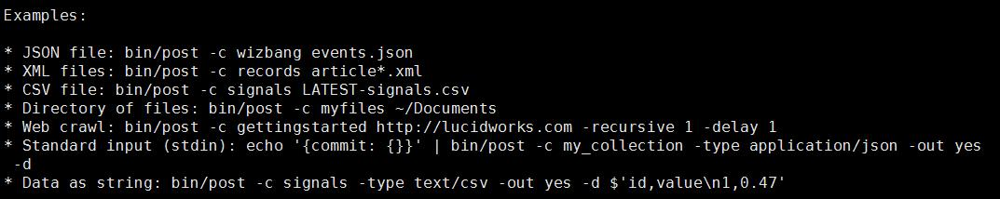 Examples:
* JSON file: bin/post -c wizbang events.json
* XML files: bin/post -c records article*.xml
* CSV file: bin/post -c signals LATEST-signals.csv
* Directory of files: bin/post -c myfiles ~/Documents
* Web crawl: bin/post -c gettingstarted http://lucidworks.com -recursive 1 -delay 1
* Standard input (stdin): echo '{commit: {}}' | bin/post -c my_collection -type application/json -out yes
-d
* Data as string: bin/post -c signals -type text/csv -out yes -d $'id,value\n1,0.47'